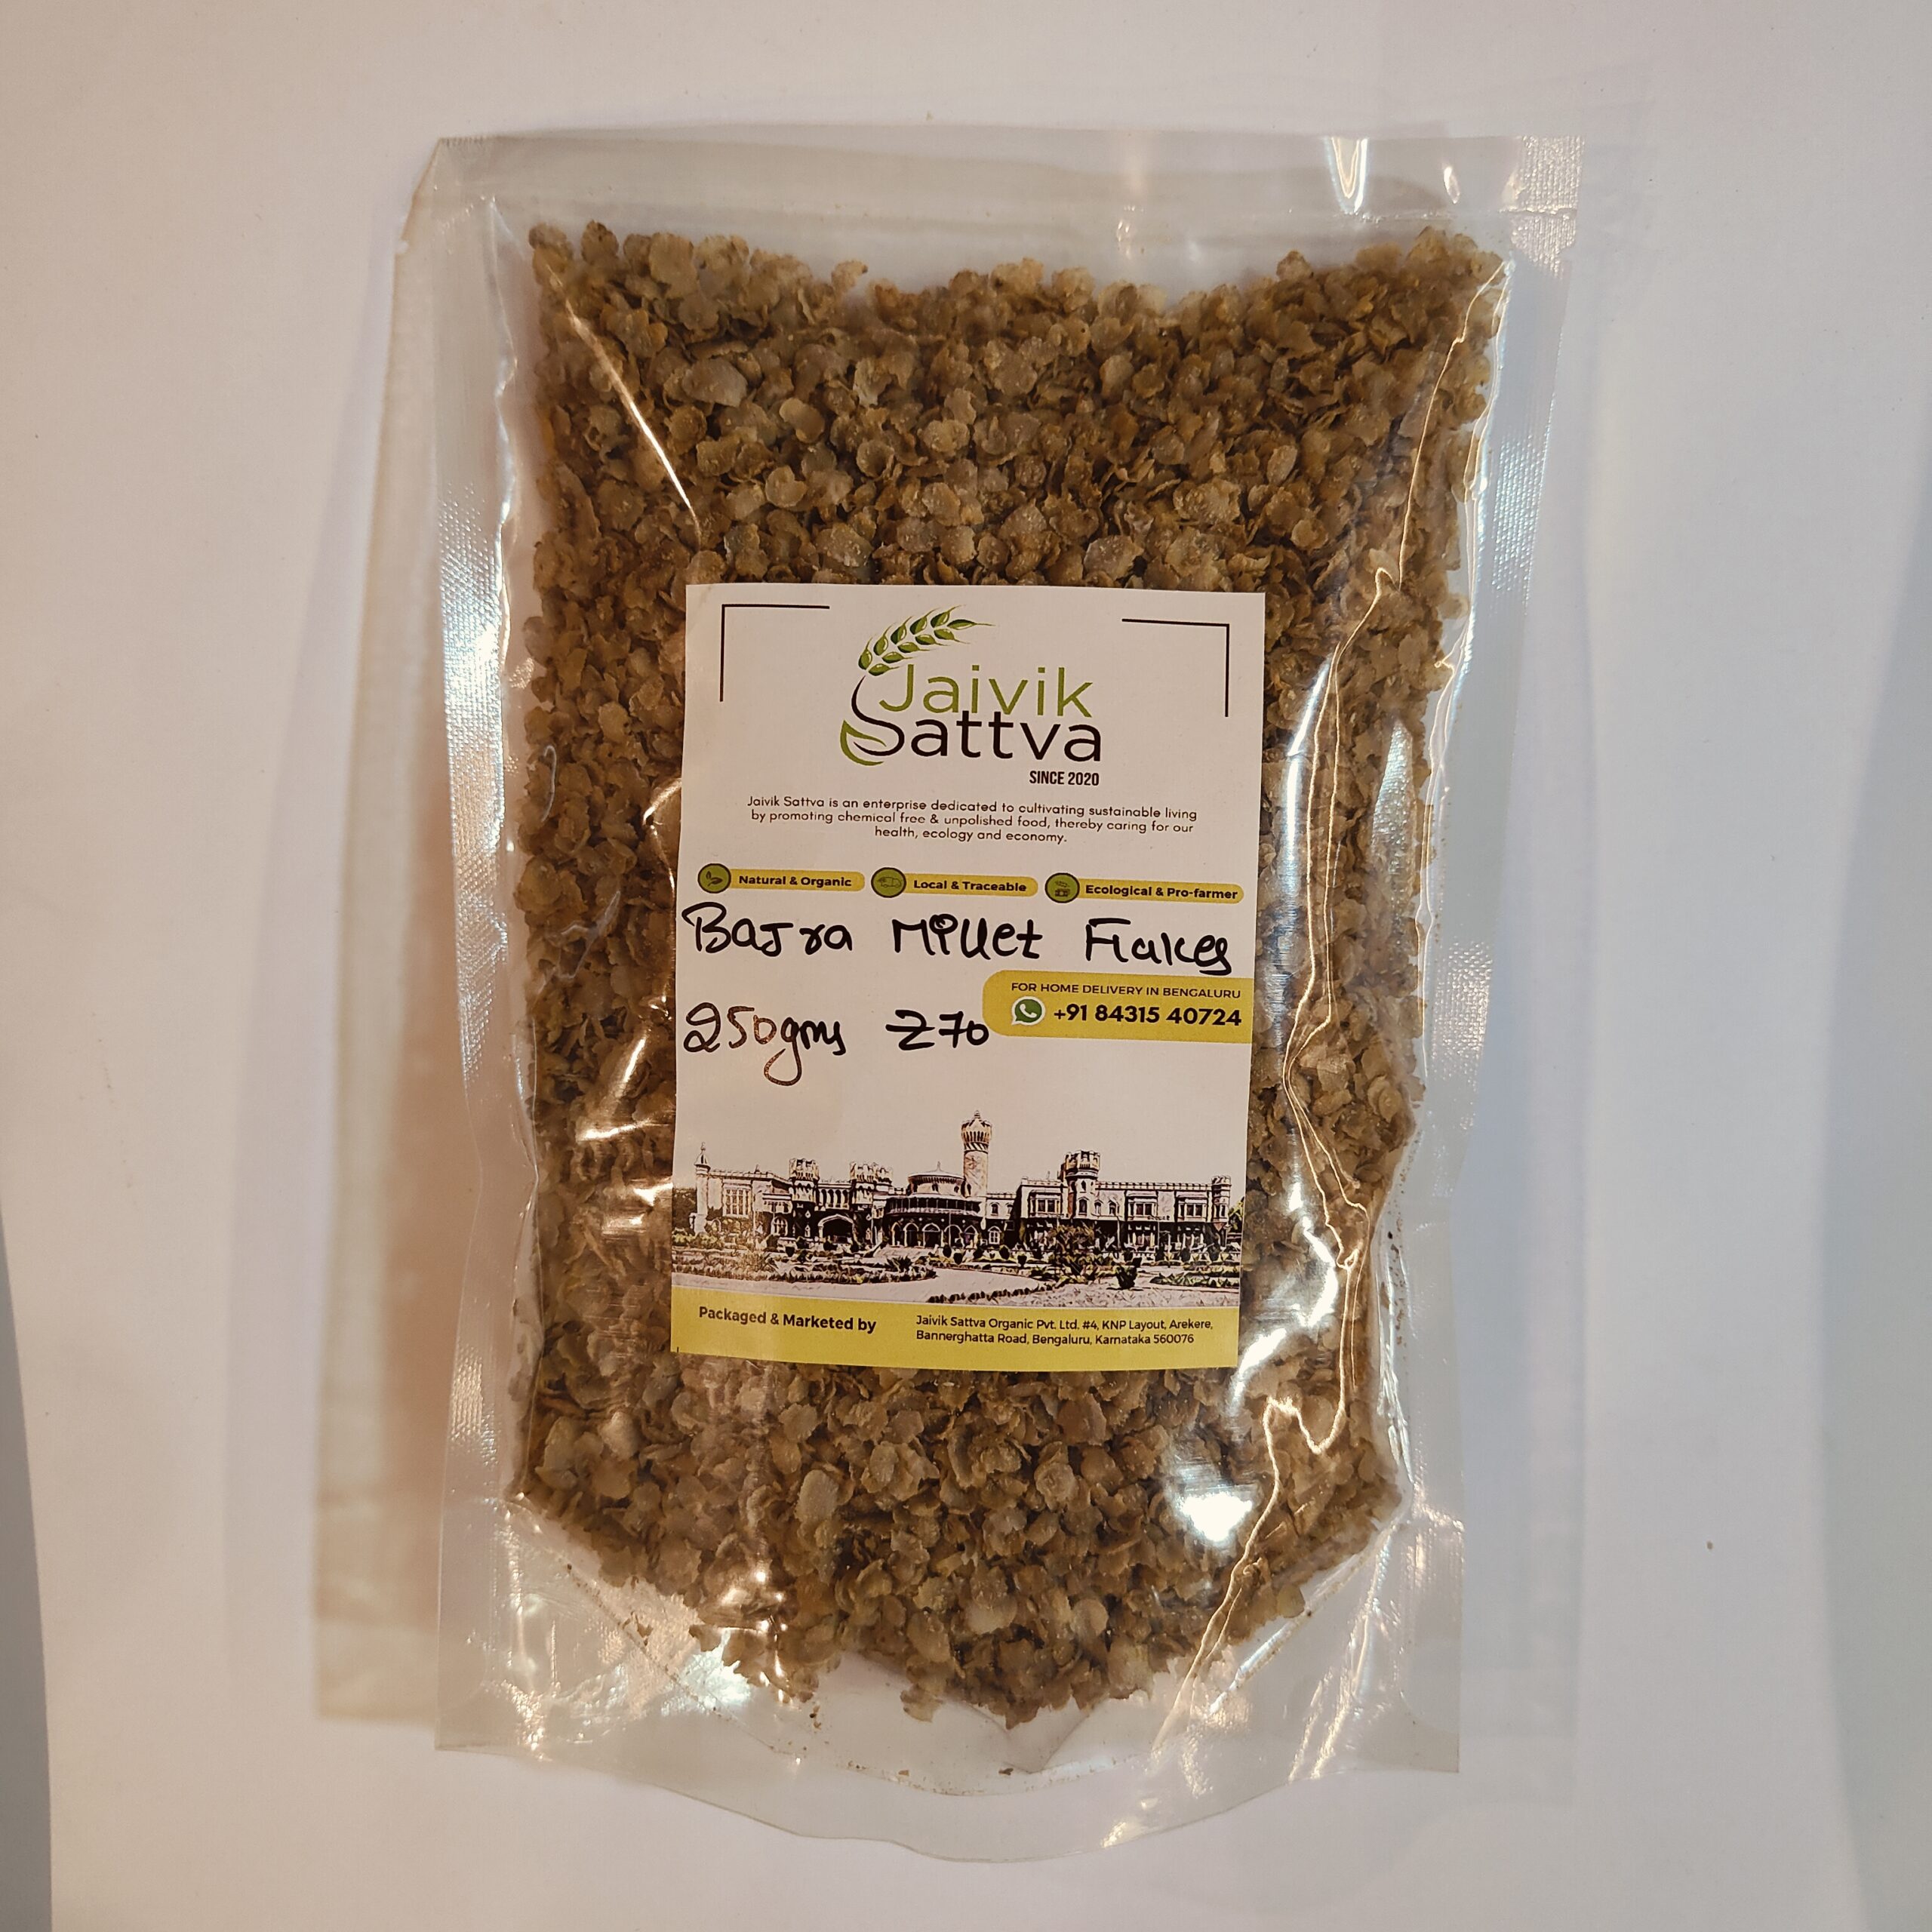 Jaivik
Sattva
SINCE 2020
Jaivik Sattva is an enterprise dedicated to cultivating sustainable living
by promoting chemical free & unpolished food, thereby caring for our
health, ecology and economy.
Natural & Organic Local & Traceable Ecological & Pro-farmer
Bajra Millet Flakes
FOR HOME DELIVERY IN BENGALURU
+91 84315 40724
250gms Z70
Packaged & Marketed by
Jaivik Sattva Organic Pvt. Ltd. #4, KNP Layout, Arekere,
Bannerghatta Road, Bengaluru, Karnataka 560076